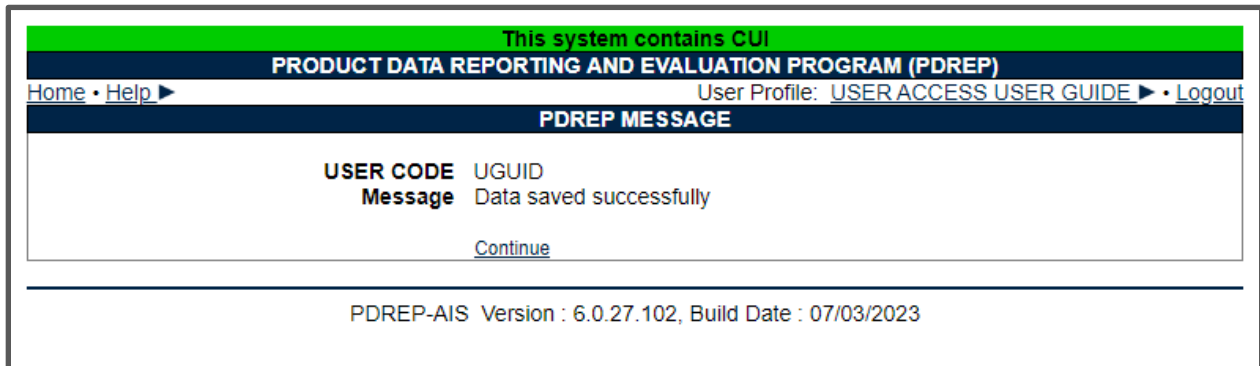 This system contains CUI
PRODUCT DATA REPORTING AND EVALUATION PROGRAM (PDREP)
Home • Help ▶ User Profile: USER ACCESS USER GUIDE ▶ • Logout
PDREP MESSAGE
USER CODE UGUID
Message Data saved successfully
Continue
PDREP-AIS Version : 6.0.27.102, Build Date : 07/03/2023